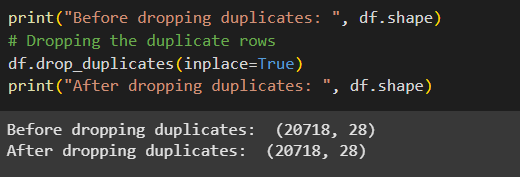 print("Before dropping duplicates: ", df.shape)
# Dropping the duplicate rows
df.drop_duplicates(inplace=True)
print("After dropping duplicates: ", df.shape)
Before dropping duplicates:  (20718, 28)
After dropping duplicates:  (20718, 28)